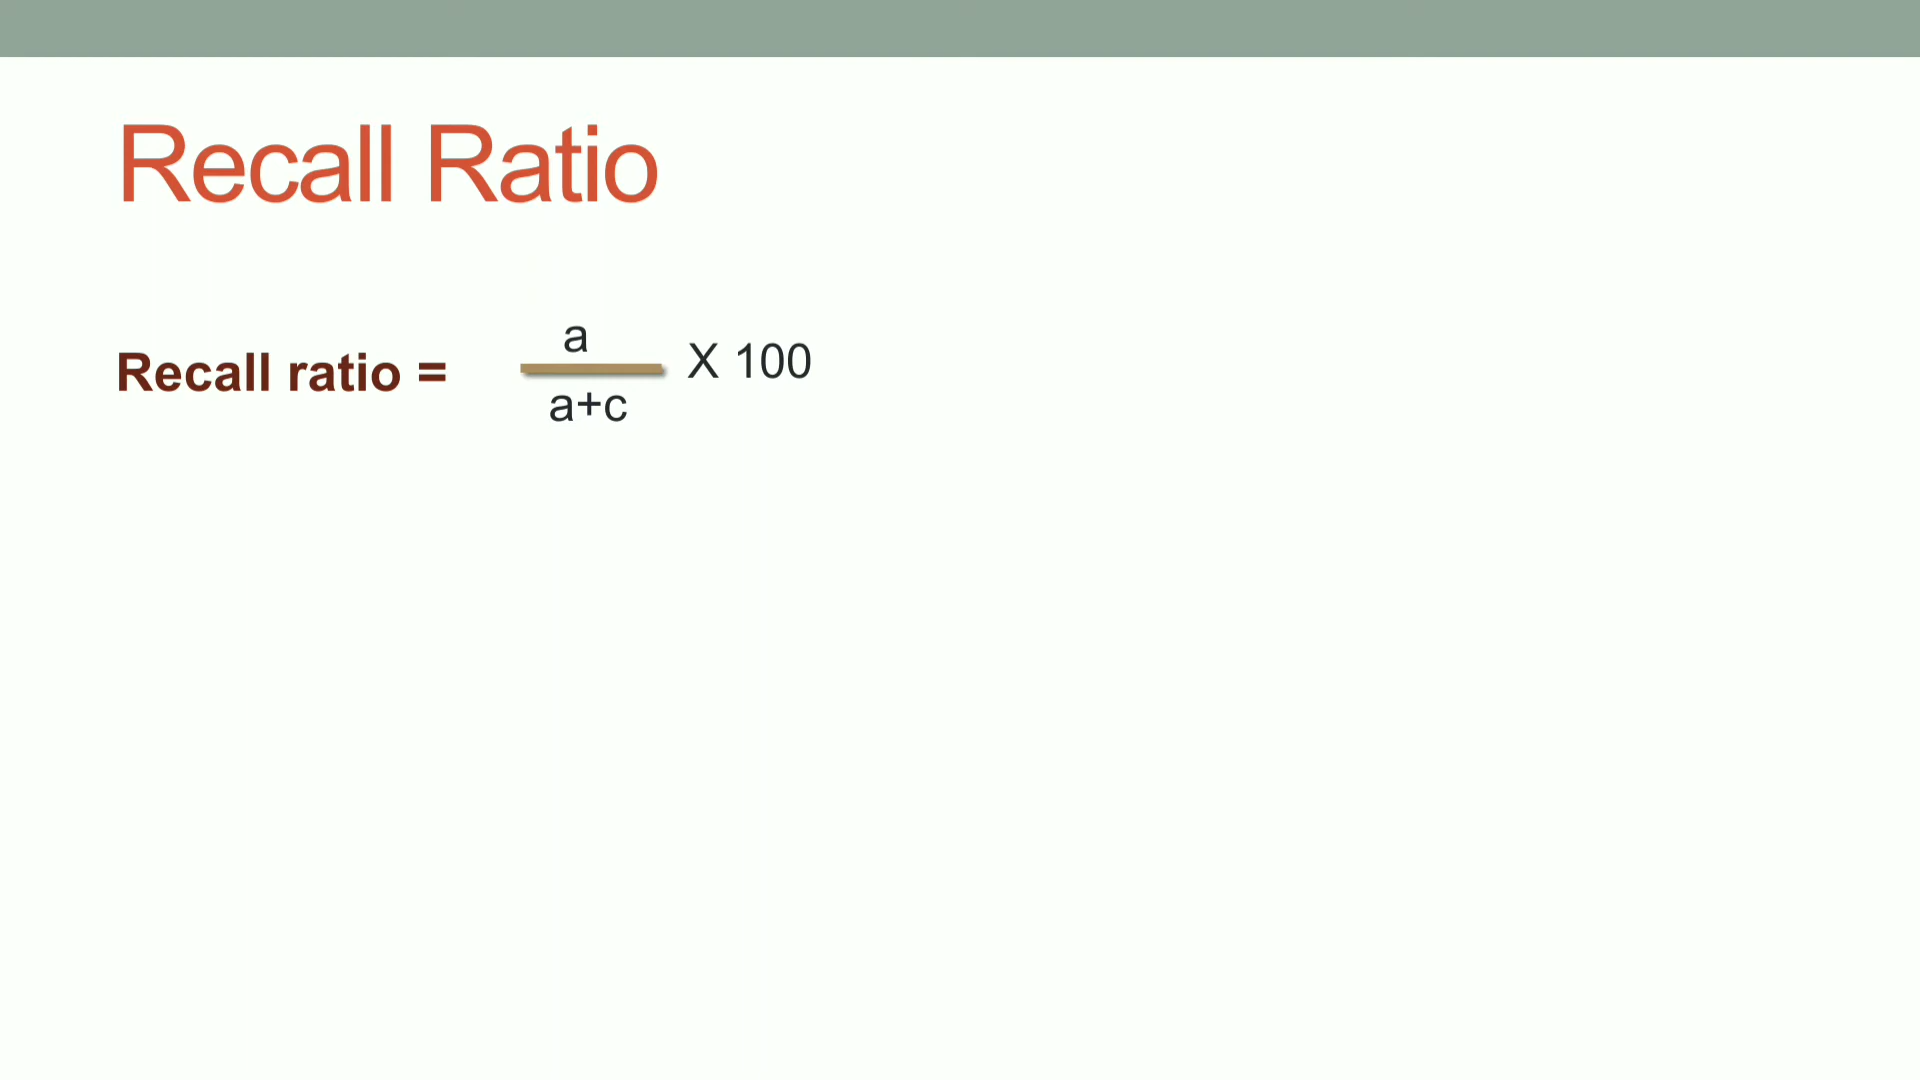 Recall Ratio
Recall ratio =
a
a+c
X 100